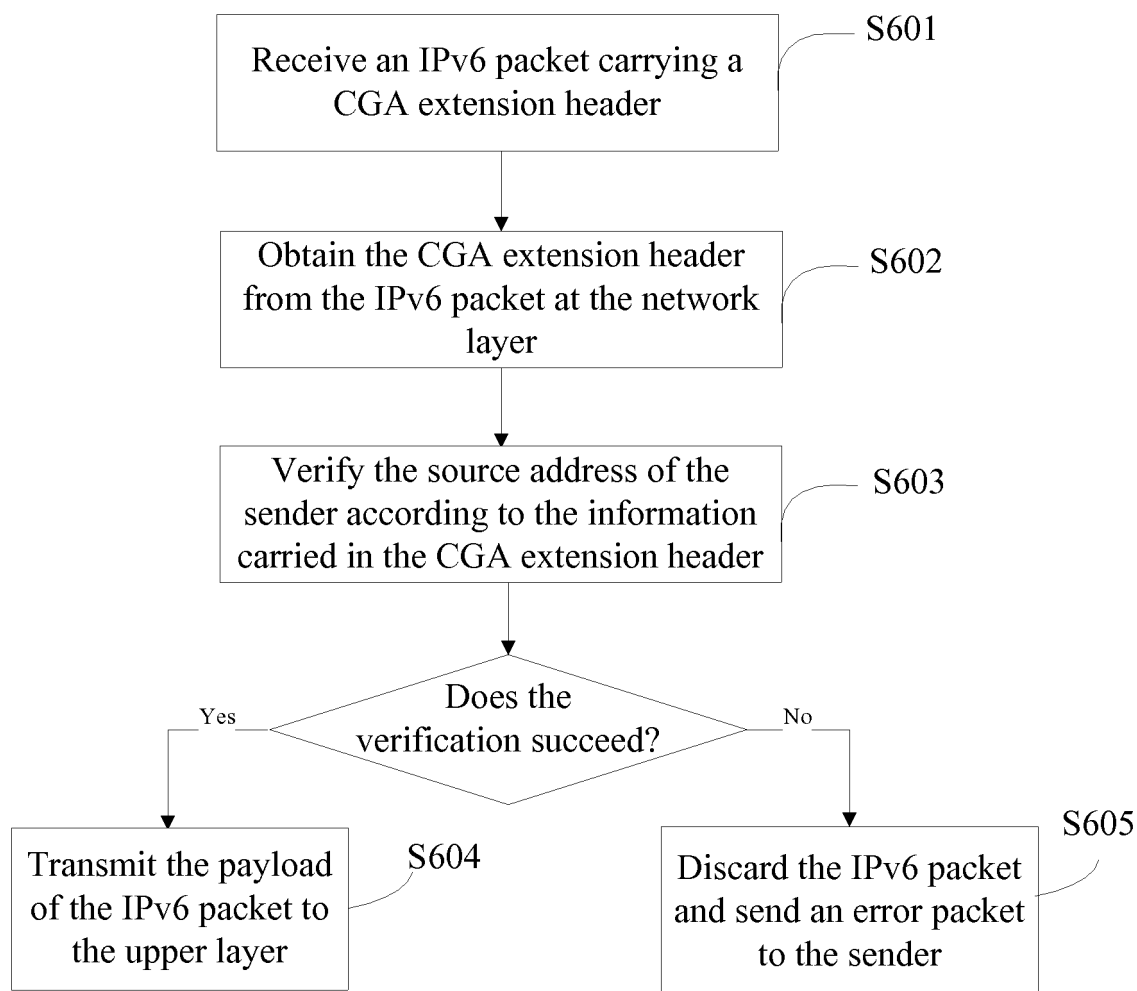 Receive an IPv6 packet carrying a
CGA extension header
S601
Obtain the CGA extension header
from the IPv6 packet at the network
layer
S602
Verify the source address of the
sender according to the information
carried in the CGA extension header
S603
Does the
verification succeed?
Yes
No
Transmit the payload
of the IPv6 packet to
the upper layer
S604
Discard the IPv6 packet
and send an error packet
to the sender
S605